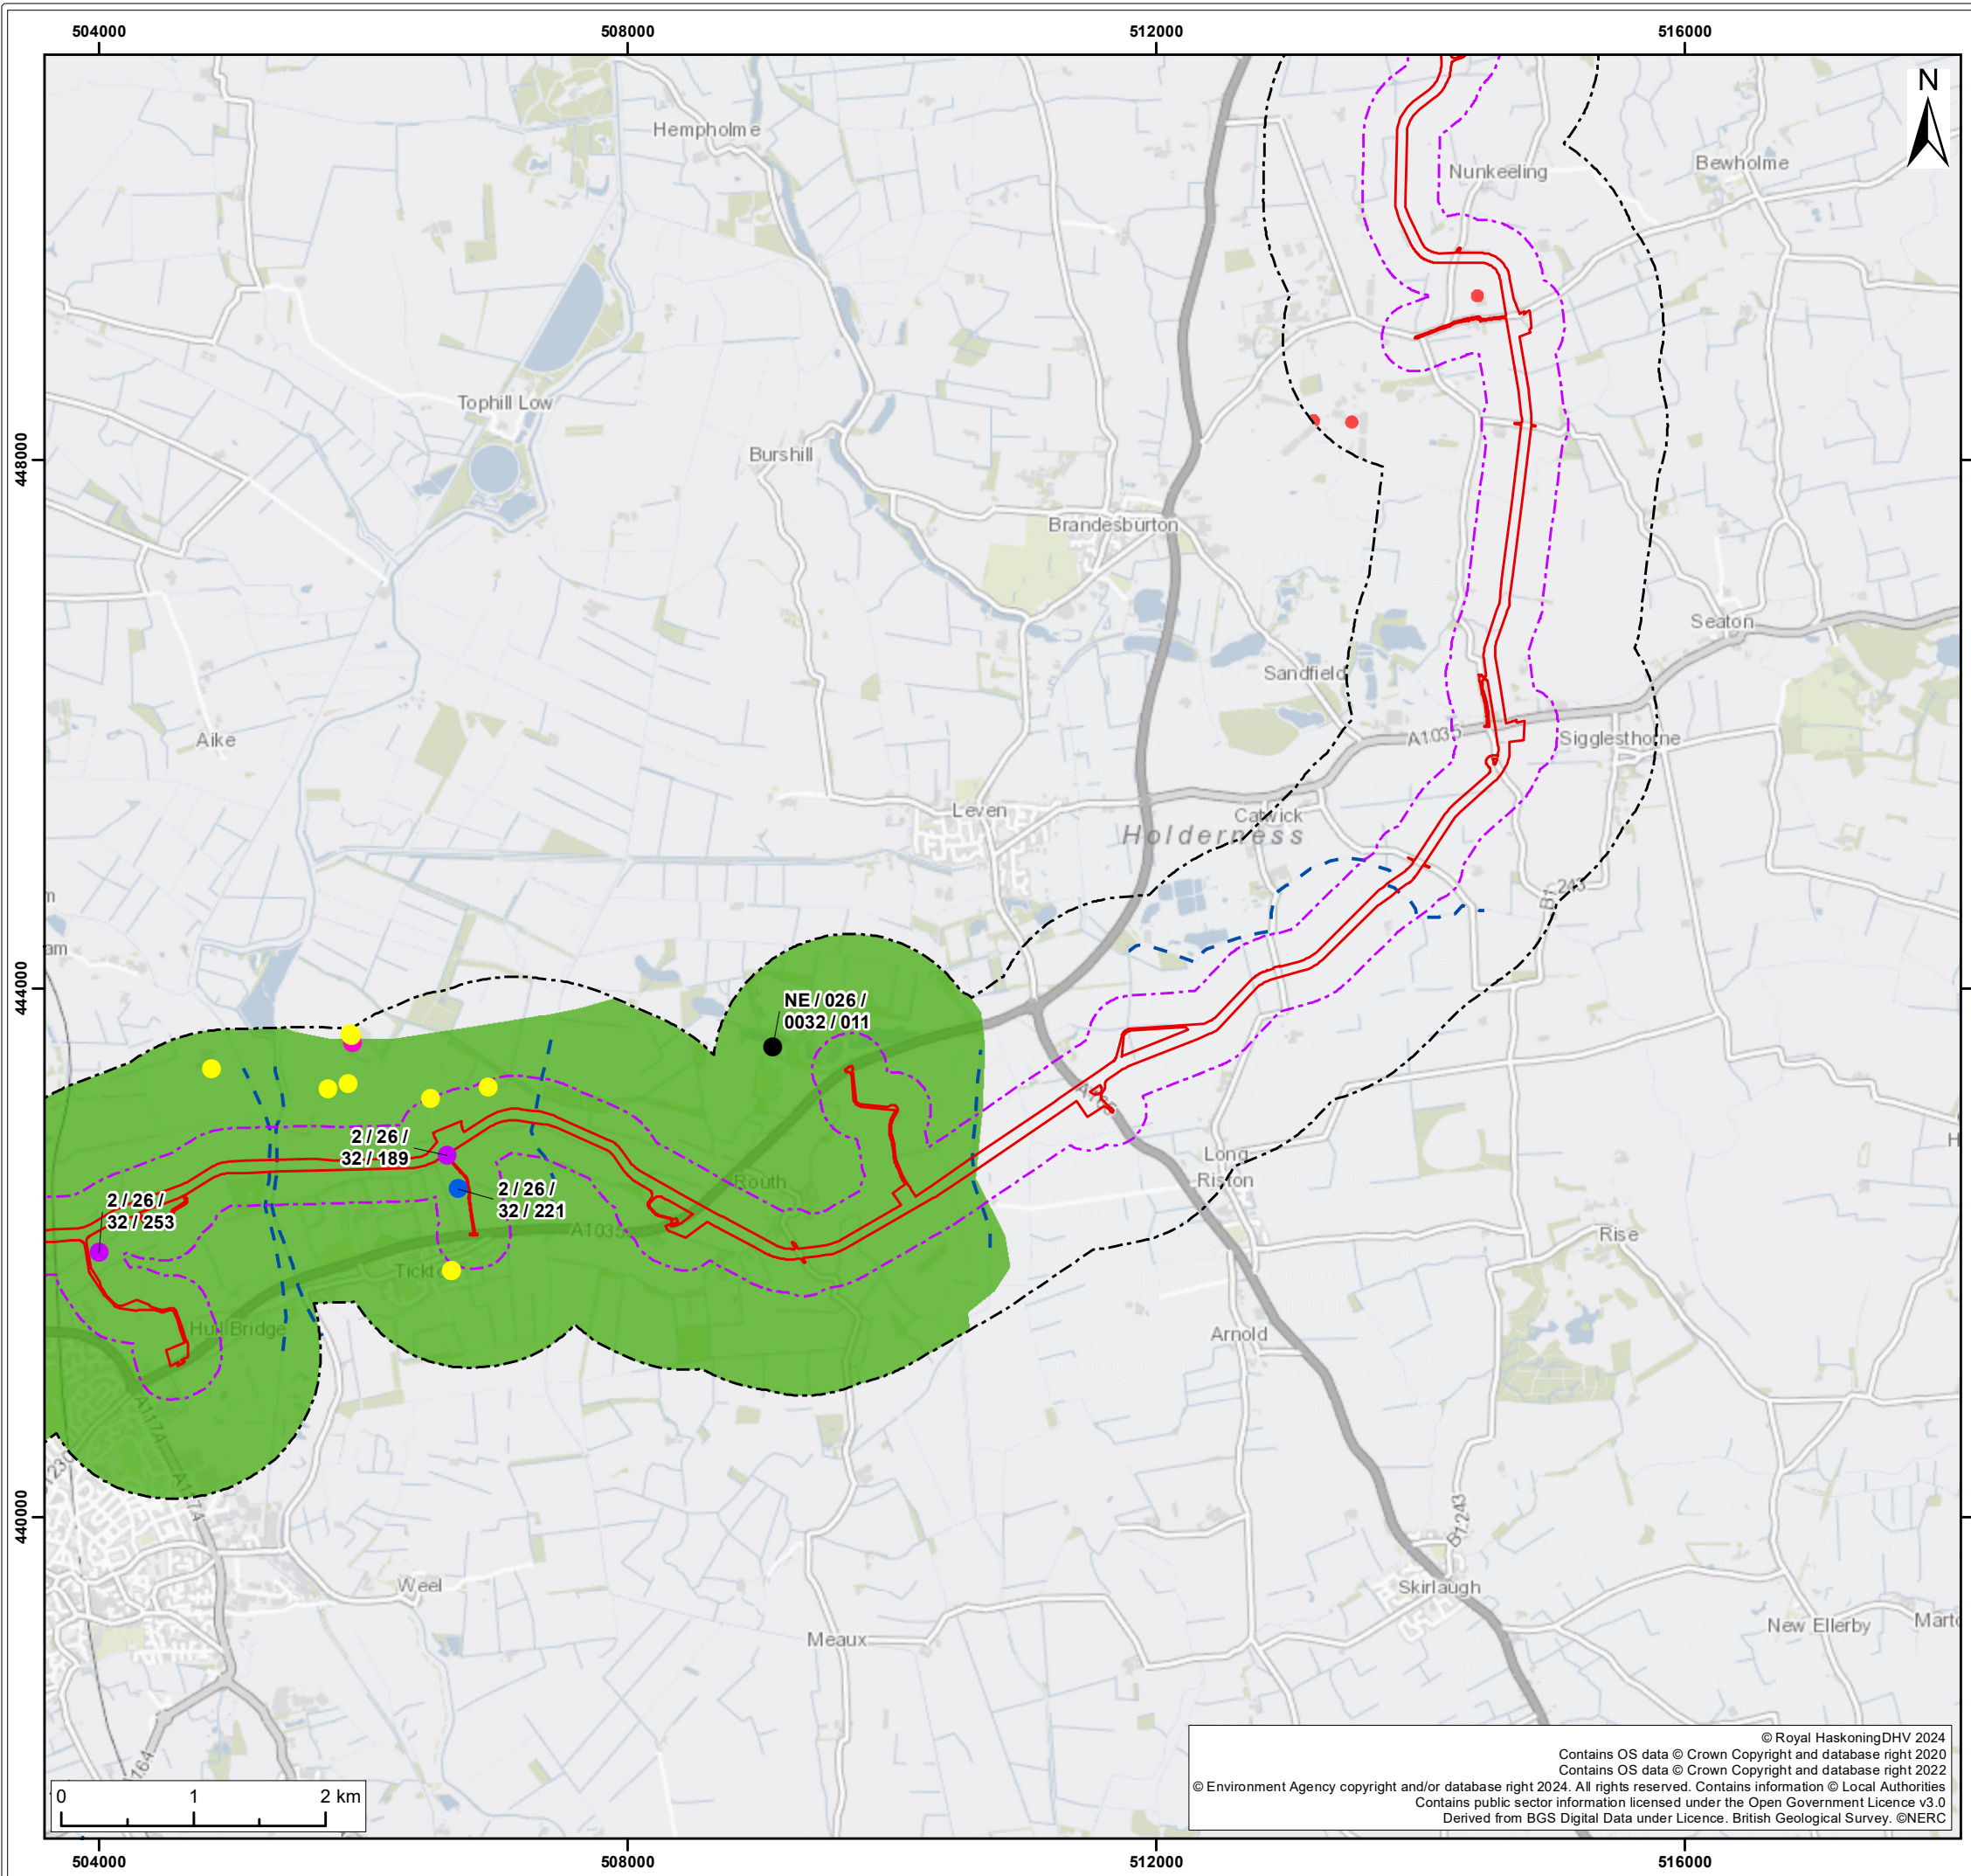 504000
508000
512000
516000
N
Hempholme
Nunkeeling
Bewholme
Tophill Low
448000
Burshill
Brandesburton
Seaton
Sandfield
Aike
A1035
Sigglesthorne
Leven
Catwick
Holderness
B1243
444000
NE / 026 /
0032 / 011
A165
2 / 26 /
32 / 189
Long
Riston
Routh
2 / 26 /
32 / 221
2 / 26 /
32 / 253
A1035
Rise
Hull Bridge
Arnold
A1174
A1174
440000
B1243
Weel
Skirlaugh
New Ellerby
Meaux
© Royal HaskoningDHV 2024
Contains OS data © Crown Copyright and database right 2020
Contains OS data © Crown Copyright and database right 2022
© Environment Agency copyright and/or database right 2024. All rights reserved. Contains information © Local Authorities
Contains public sector information licensed under the Open Government Licence v3.0
Derived from BGS Digital Data under Licence. British Geological Survey. ©NERC
0 1 2 km
504000
508000
512000
516000